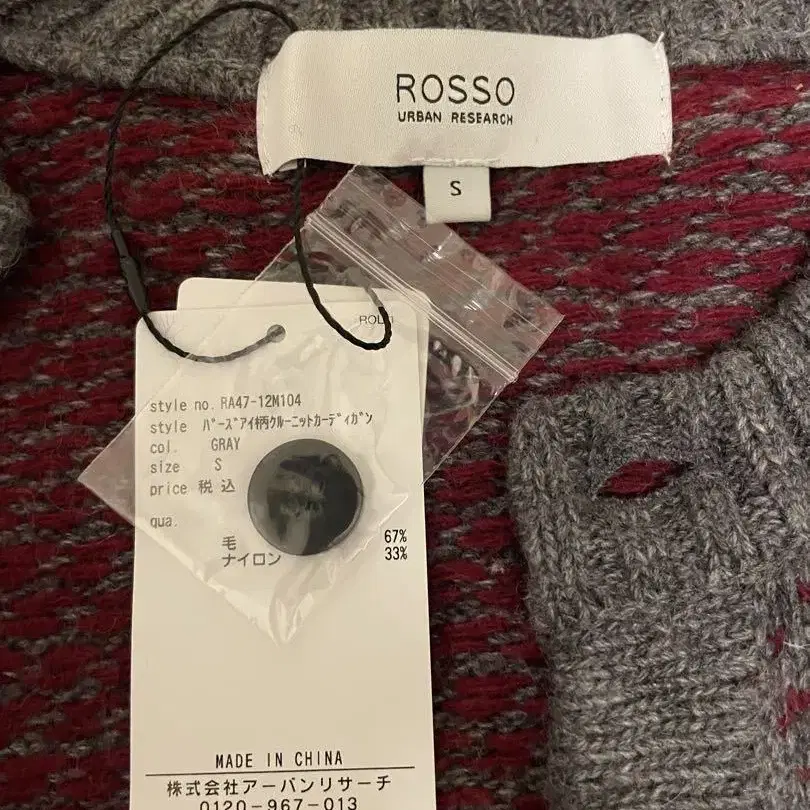 ROSSO
URBAN RESEARCH
S
style no. RA47-12M104
style ﾊﾞｰｽﾞｱｲ柄ｸﾙｰﾆｯﾄｶｰﾃﾞｨｶﾞﾝ
col. GRAY
size S
price 税込
qua.
毛 67%
ナイロン 33%
MADE IN CHINA
株式会社アーバンリサーチ
0120-967-013